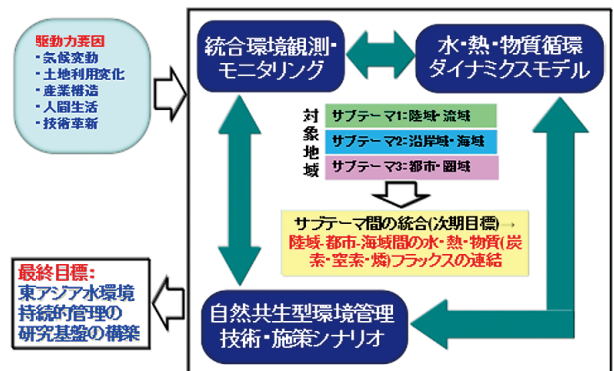 駆動力要因
・気候変動
・土地利用変化
・産業構造
・人間生活
・技術革新
統合環境観測・
モニタリング
水・熱・物質循環
ダイナミクスモデル
対象地域
サブテーマ1:陸域・流域
サブテーマ2:沿岸域・海域
サブテーマ3:都市・圏域
サブテーマ間の統合(次期目標)→
陸域-都市-海域間の水・熱・物質(炭
素・窒素・燐)フラックスの連結
最終目標:
東アジア水環境
持続的管理の
研究基盤の構築
自然共生型環境管理
技術・施策シナリオ